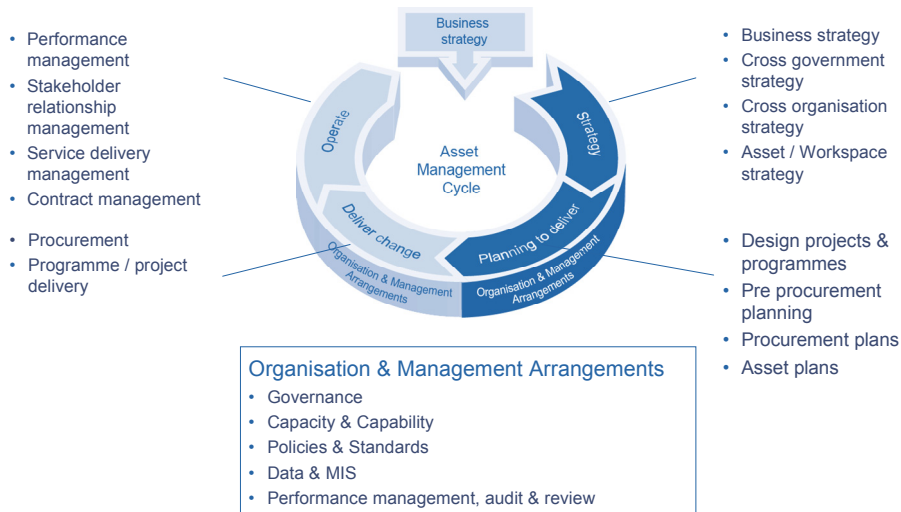 Business
strategy
• Performance
management
• Stakeholder
relationship
management
• Service delivery
management
• Contract management
• Procurement
• Programme / project
delivery
Operate
Strategy
Asset
Management
Cycle
Deliver change
Planning to deliver
Organisation & Management
Arrangements
Organisation & Management
Arrangements
• Business strategy
• Cross government
strategy
• Cross organisation
strategy
• Asset / Workspace
strategy
• Design projects &
programmes
• Pre procurement
planning
• Procurement plans
• Asset plans
Organisation & Management Arrangements
• Governance
• Capacity & Capability
• Policies & Standards
• Data & MIS
• Performance management, audit & review